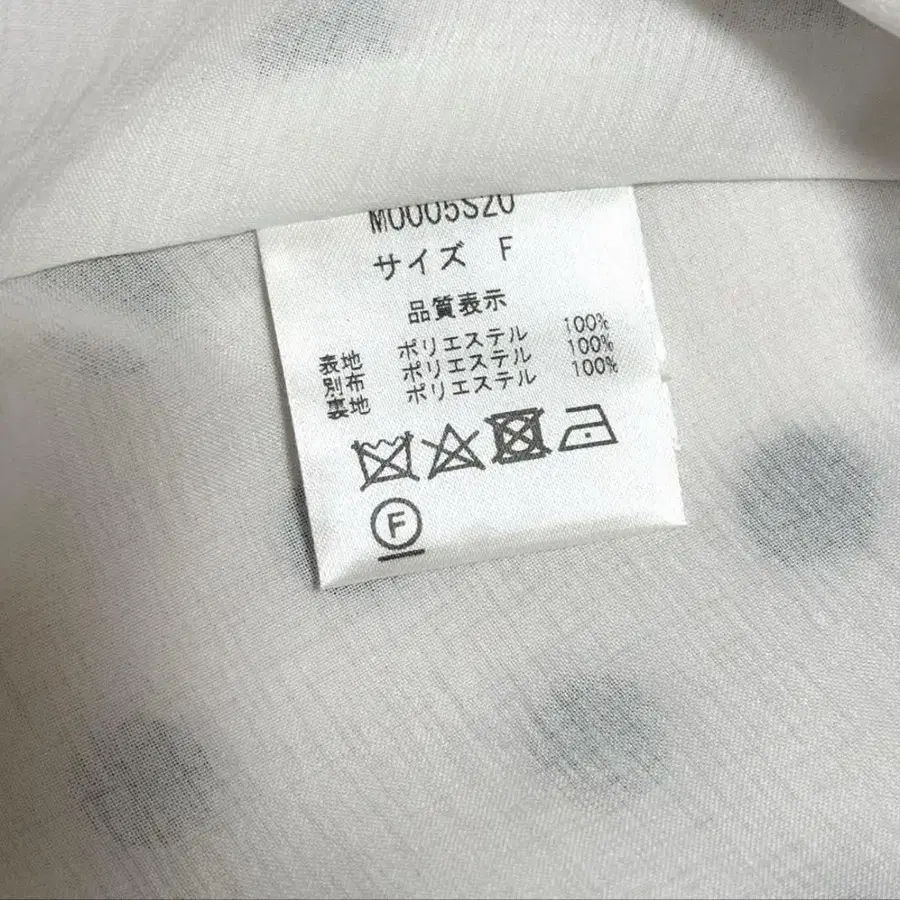 M0005S20
サイズ F
品質表示
表地 ポリエステル 100%
別布 ポリエステル 100%
裏地 ポリエステル 100%
F